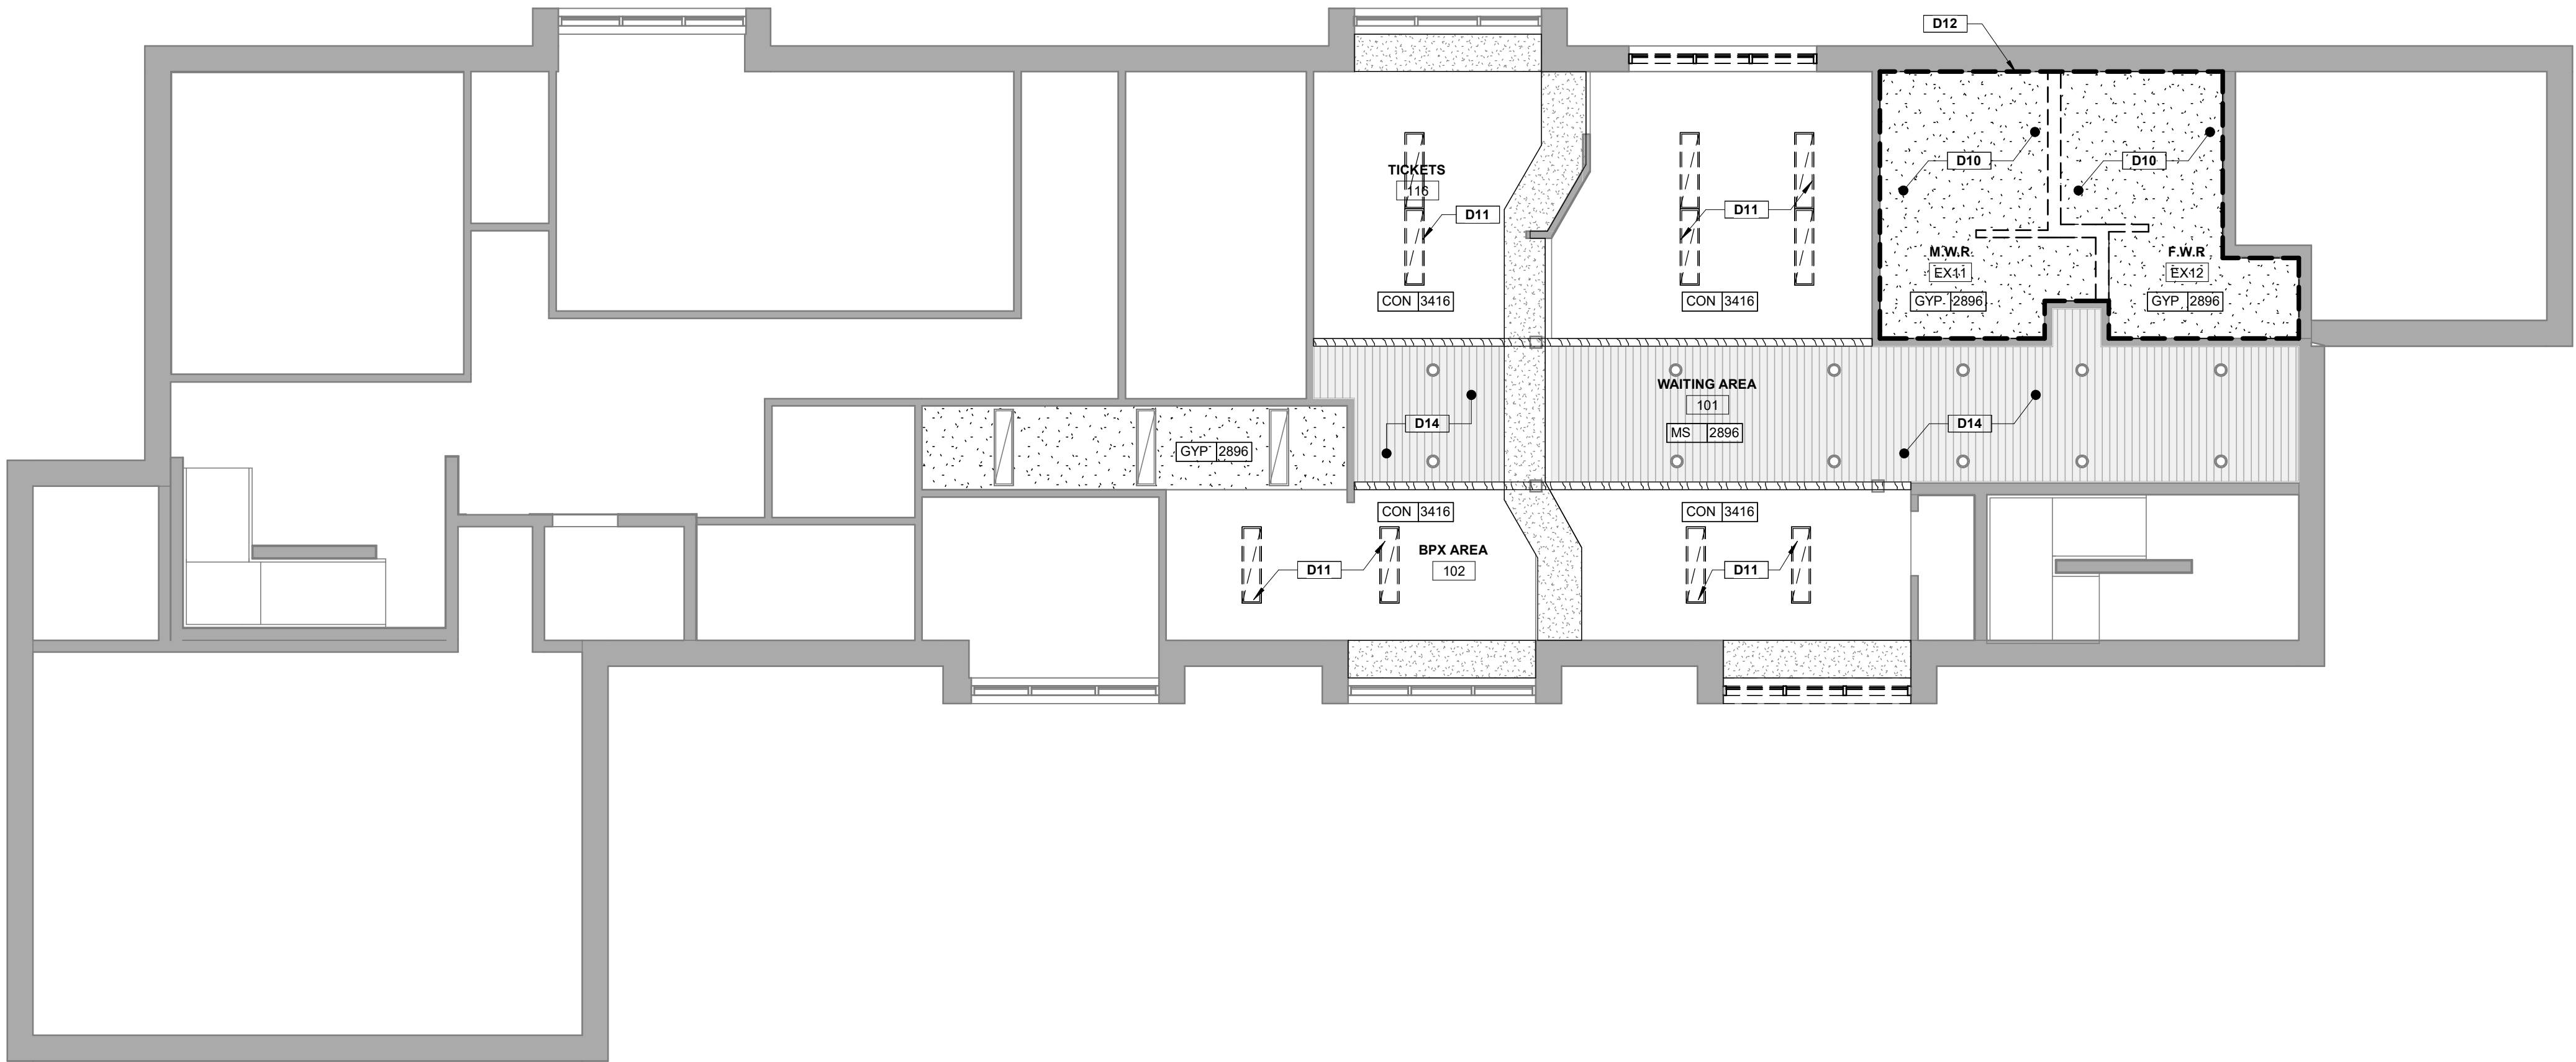 D12
D10
D10
TICKETS
116
D11
D11
M.W.R
EX11
F.W.R
EX12
CON 3416
CON 3416
GYP 2896
GYP 2896
WAITING AREA
101
D14
MS 2896
D14
GYP 2896
CON 3416
CON 3416
BPX AREA
102
D11
D11